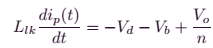 L_{lk} \frac{di_p(t)}{dt} = -V_d - V_b + \frac{V_o}{n}